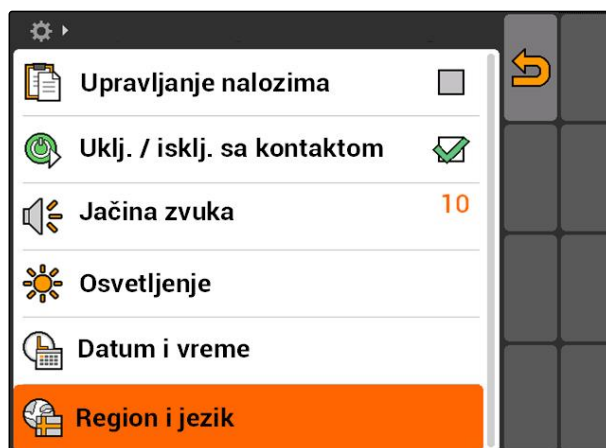 Upravljanje nalozima
Uklj. / isklj. sa kontaktom
Jačina zvuka 10
Osvetljenje
Datum i vreme
Region i jezik